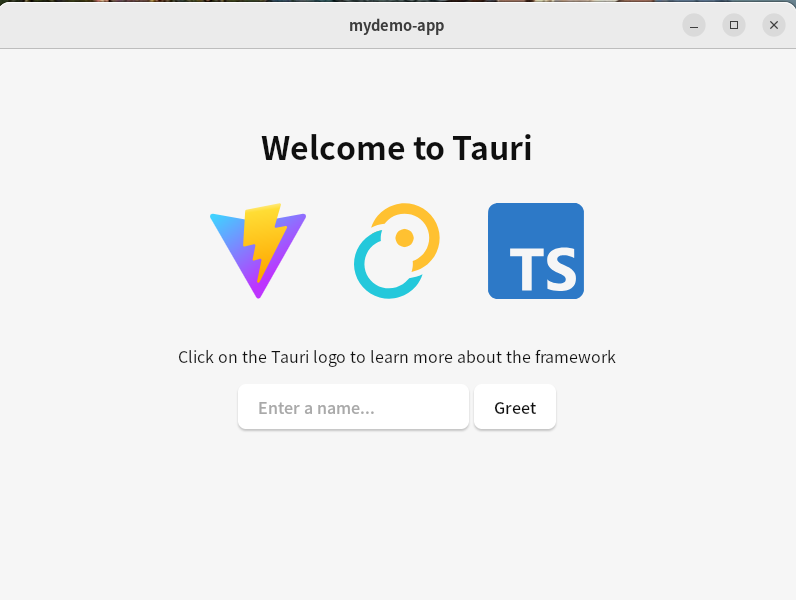 mydemo-app
Welcome to Tauri
TS
Click on the Tauri logo to learn more about the framework
Enter a name...
Greet